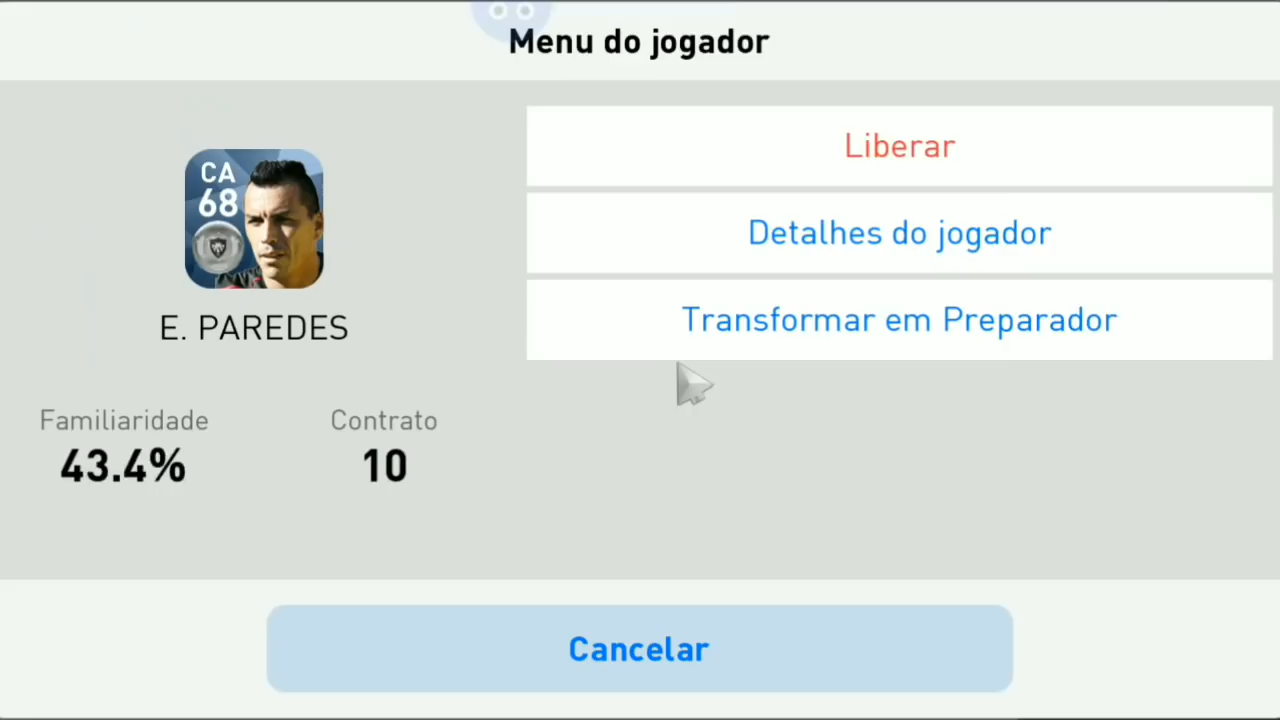 Menu do jogador
CA
68
E. PAREDES
Familiaridade
43.4%
Contrato
10
Liberar
Detalhes do jogador
Transformar em Preparador
Cancelar